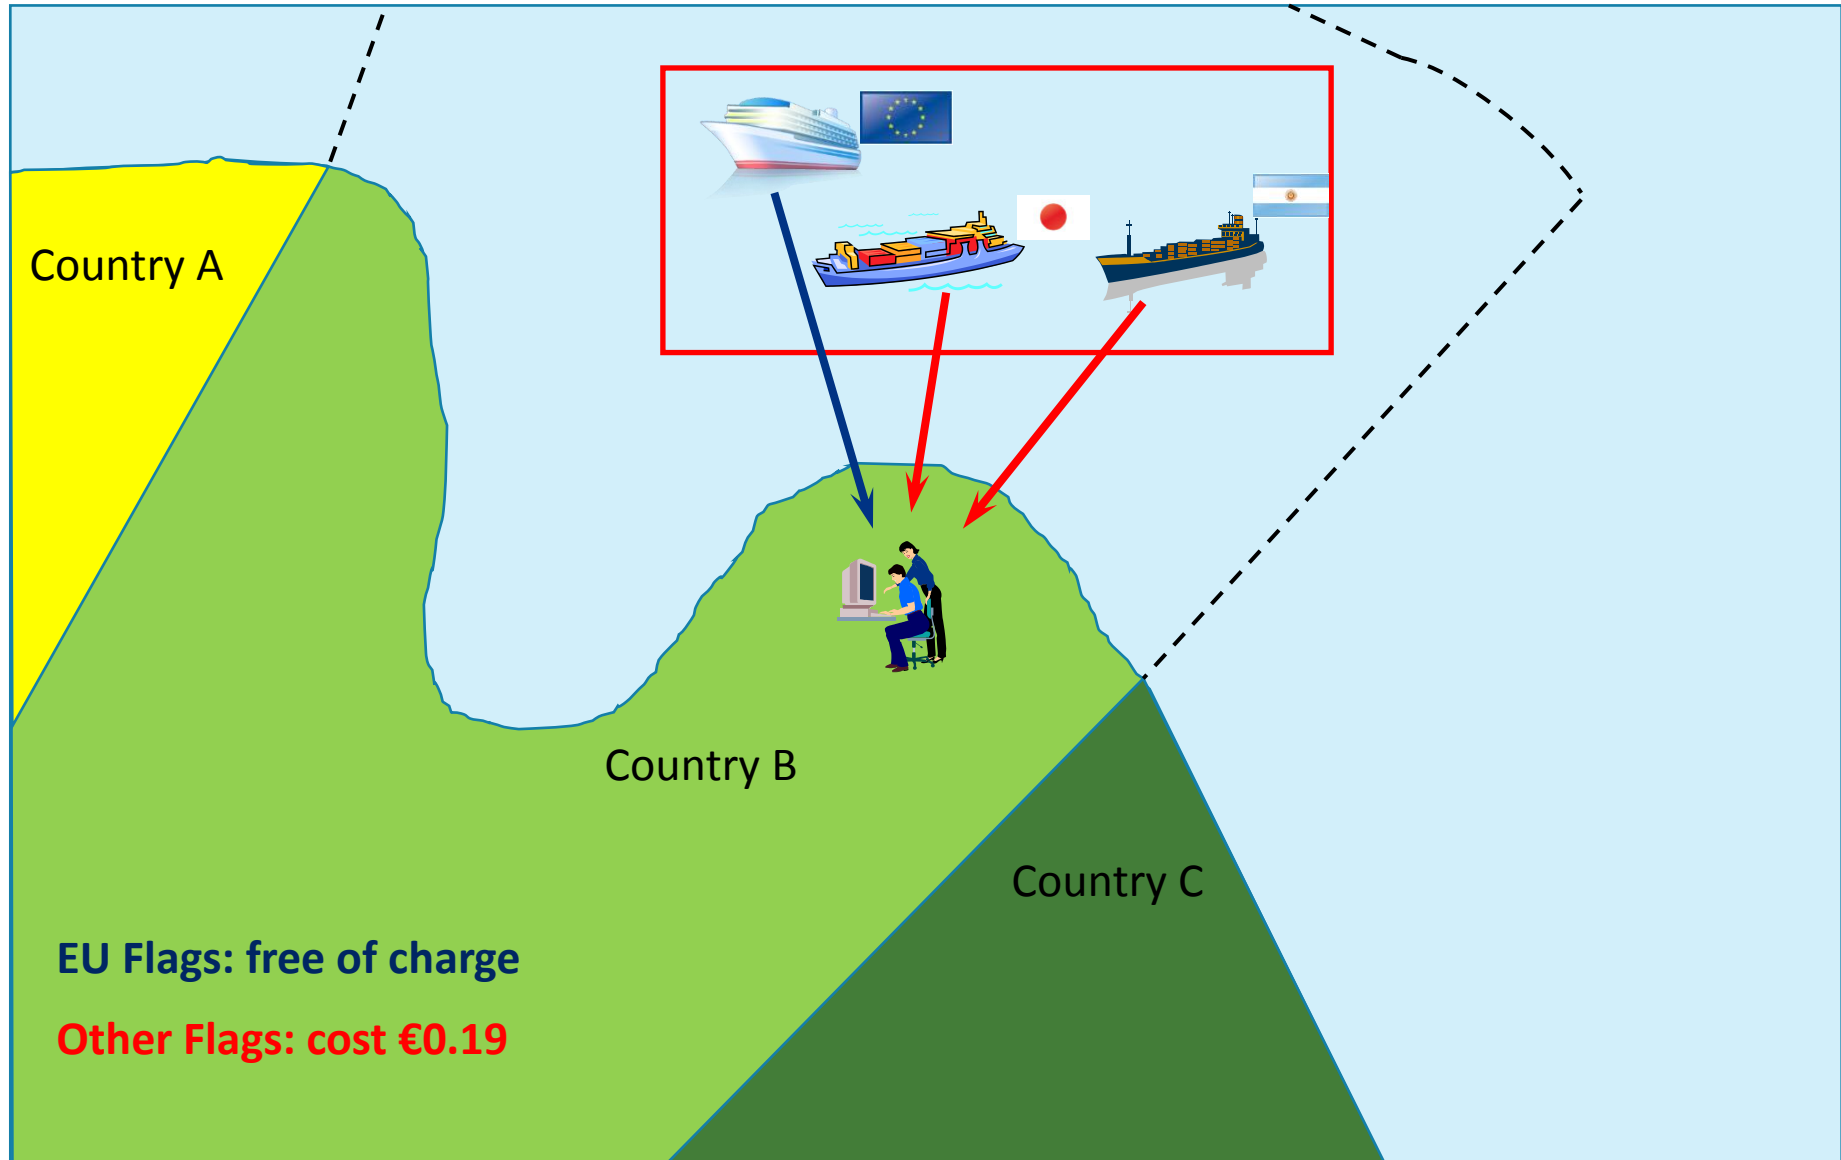 Country A
Country B
Country C
EU Flags: free of charge
Other Flags: cost €0.19